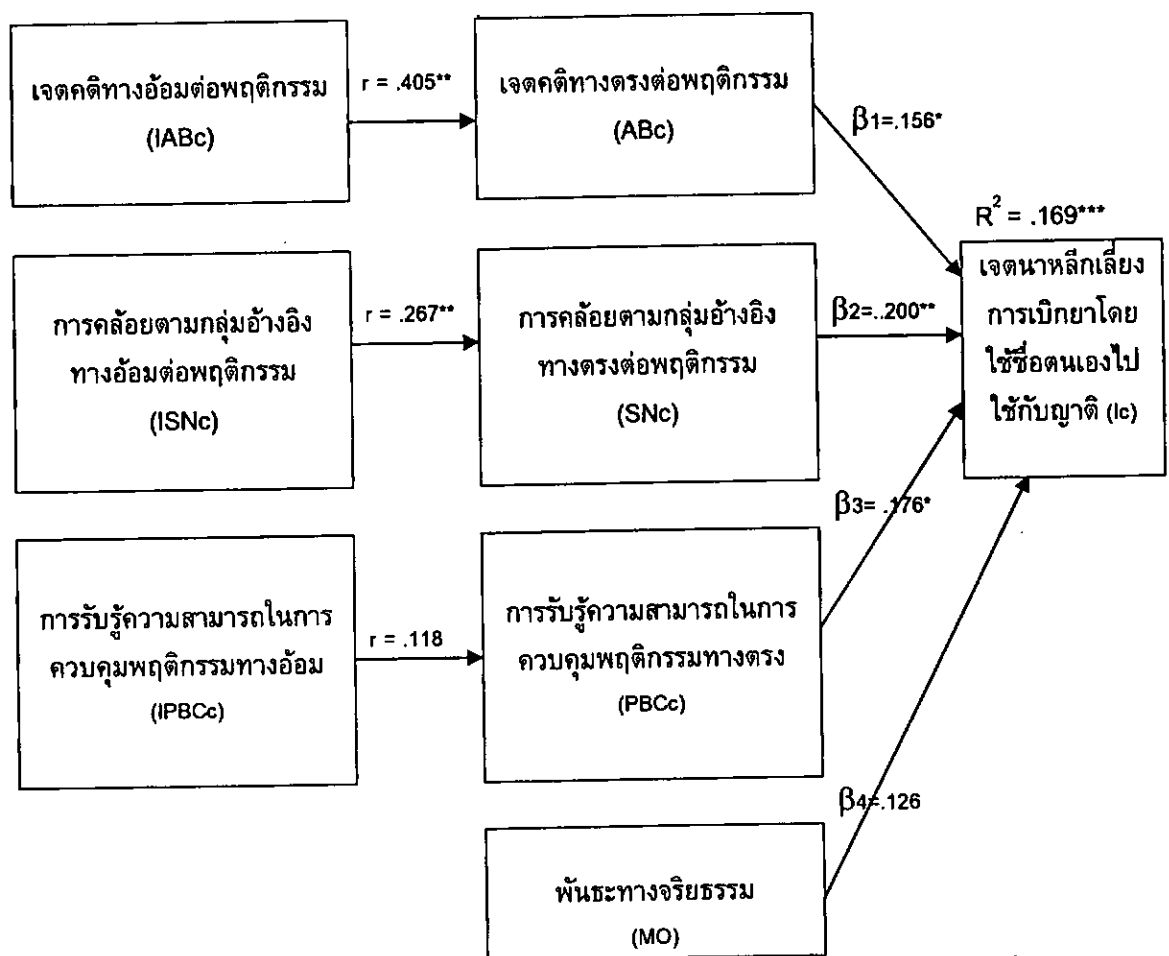 เจตคติทางอ้อมต่อพฤติกรรม
(IABc)
r = .405**
เจตคติทางตรงต่อพฤติกรรม
(ABc)
β1=.156*
R² = .169***
เจตนาหลีกเลี่ยง
การเบิกยาโดย
ใช้ชื่อตนเองไป
ใช้กับญาติ (Ic)
การคล้อยตามกลุ่มอ้างอิง
ทางอ้อมต่อพฤติกรรม
(ISNc)
r = .267**
การคล้อยตามกลุ่มอ้างอิง
ทางตรงต่อพฤติกรรม
(SNc)
β2=..200**
การรับรู้ความสามารถในการ
ควบคุมพฤติกรรมทางอ้อม
(IPBCc)
r = .118
การรับรู้ความสามารถในการ
ควบคุมพฤติกรรมทางตรง
(PBCc)
β3= .176*
β4=.126
พันธะทางจริยธรรม
(MO)